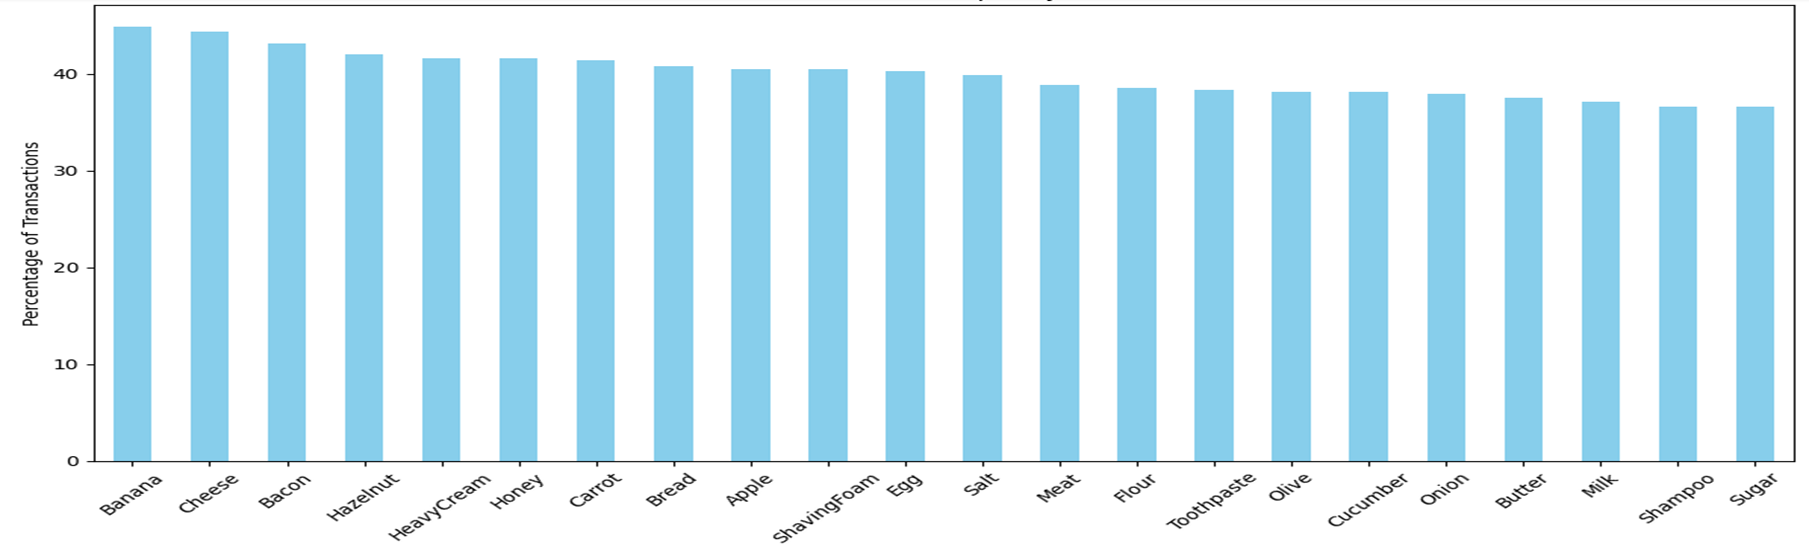 Percentage of Transactions
40
30
20
10
0
Banana
Cheese
Bacon
Hazelnut
HeavyCream
Honey
Carrot
Bread
Apple
ShavingFoam
Egg
Salt
Meat
Flour
Toothpaste
Olive
Cucumber
Onion
Butter
Milk
Shampoo
Sugar